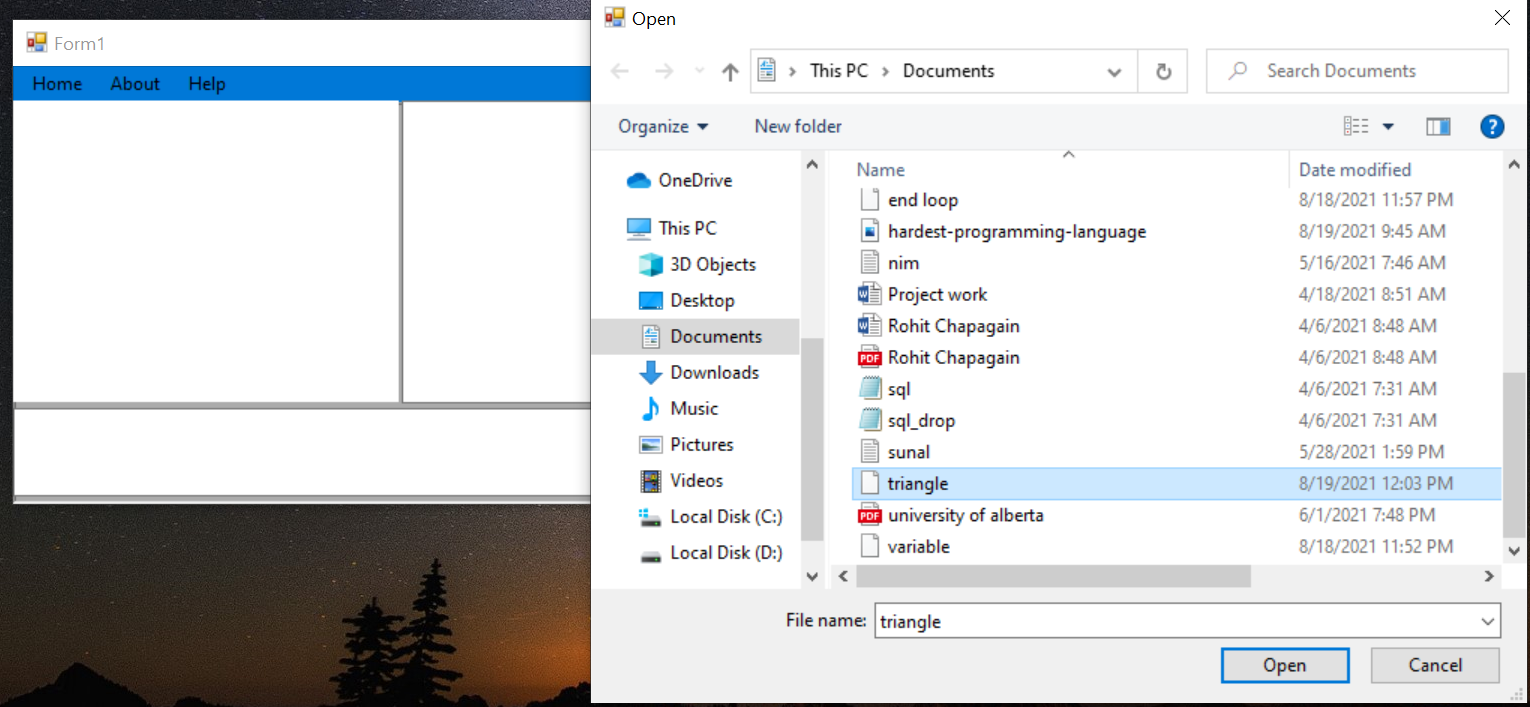 Form1
Home About Help
Open
This PC Documents
Search Documents
Organize New folder
?
OneDrive
This PC
3D Objects
Desktop
Documents
Downloads
Music
Pictures
Videos
Local Disk (C:)
Local Disk (D:)
Name Date modified
end loop 8/18/2021 11:57 PM
hardest-programming-language 8/19/2021 9:45 AM
nim 5/16/2021 7:46 AM
Project work 4/18/2021 8:51 AM
Rohit Chapagain 4/6/2021 8:48 AM
PDF Rohit Chapagain 4/6/2021 8:48 AM
sql 4/6/2021 7:31 AM
sql_drop 4/6/2021 7:31 AM
sunal 5/28/2021 1:59 PM
triangle 8/19/2021 12:03 PM
PDF university of alberta 6/1/2021 7:48 PM
variable 8/18/2021 11:52 PM
File name: triangle
Open Cancel